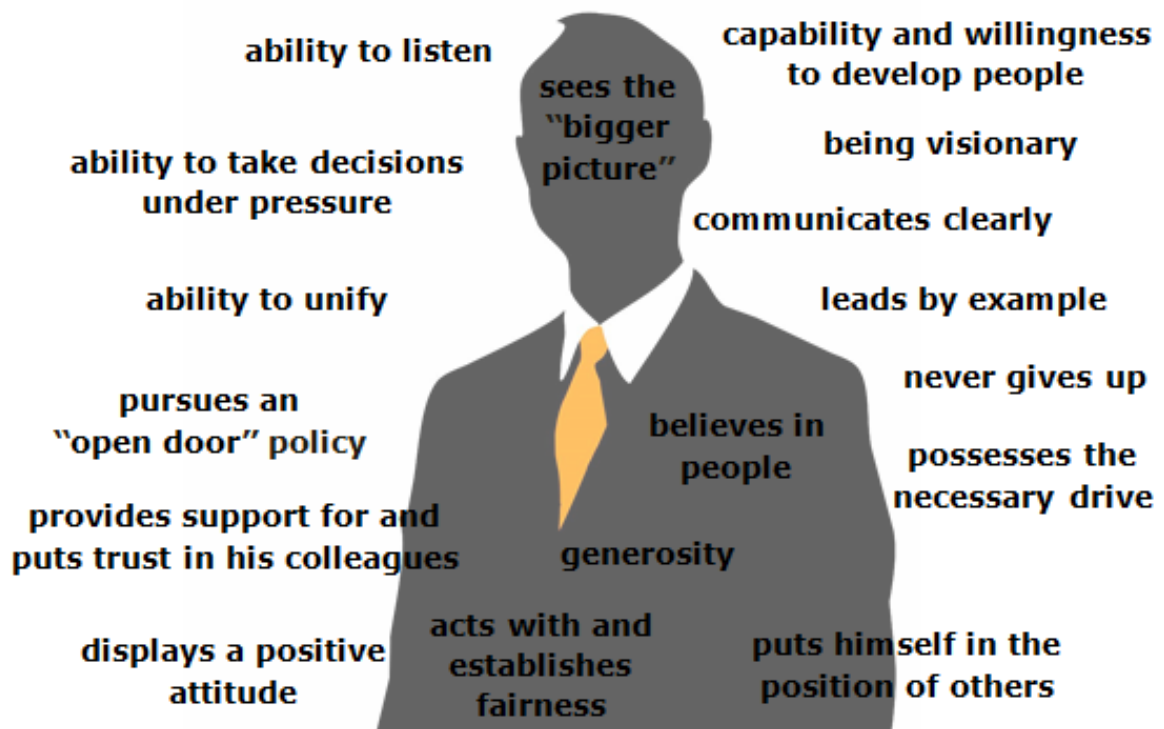 ability to listen
capability and willingness
to develop people
sees the
“bigger
picture”
being visionary
ability to take decisions
under pressure
communicates clearly
ability to unify
leads by example
never gives up
pursues an
“open door” policy
believes in
people
possesses the
necessary drive
provides support for and
puts trust in his colleagues
generosity
displays a positive
attitude
acts with and
establishes
fairness
puts himself in the
position of others